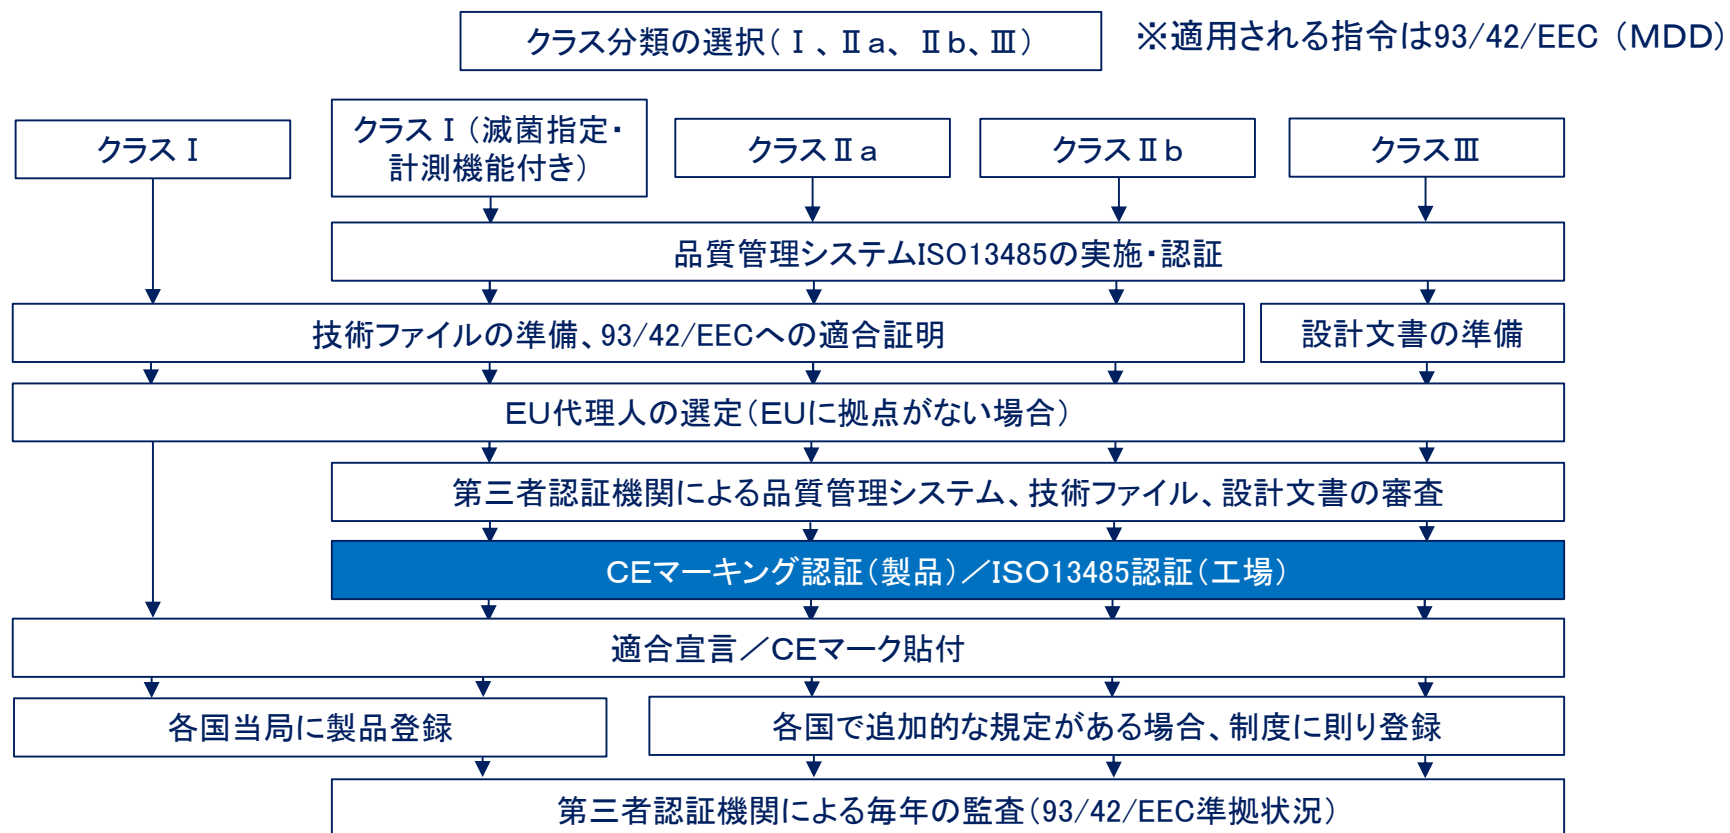 クラス分類の選択(Ⅰ、Ⅱa、Ⅱb、Ⅲ)
※適用される指令は93/42/EEC (MDD)
クラスⅠ
クラスⅠ(滅菌指定・
計測機能付き)
クラスⅡa
クラスⅡb
クラスⅢ
品質管理システムISO13485の実施・認証
技術ファイルの準備、93/42/EECへの適合証明
設計文書の準備
EU代理人の選定(EUに拠点がない場合)
第三者認証機関による品質管理システム、技術ファイル、設計文書の審査
CEマーキング認証(製品)/ISO13485認証(工場)
適合宣言/CEマーク貼付
各国当局に製品登録
各国で追加的な規定がある場合、制度に則り登録
第三者認証機関による毎年の監査(93/42/EEC準拠状況)